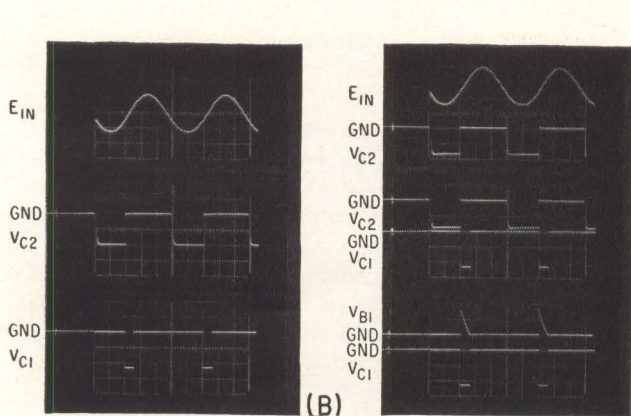 E_IN
GND
V_C2
GND
V_C1
(B)
E_IN
GND
V_C2
GND
V_C2
GND
V_C1
V_B1
GND
GND
V_C1